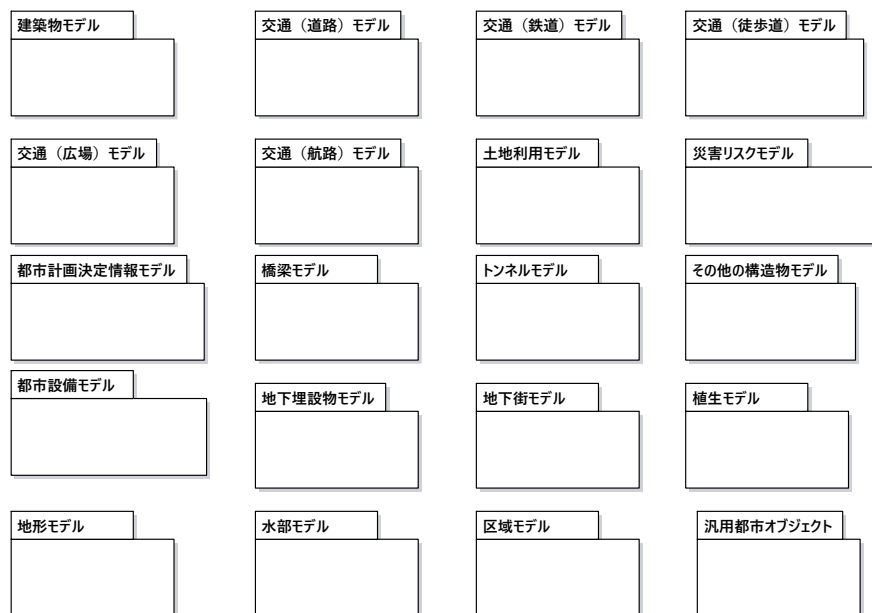 建築物モデル
交通（道路）モデル
交通（鉄道）モデル
交通（徒歩道）モデル
交通（広場）モデル
交通（航路）モデル
土地利用モデル
災害リスクモデル
都市計画決定情報モデル
橋梁モデル
トンネルモデル
その他の構造物モデル
都市設備モデル
地下埋設物モデル
地下街モデル
植生モデル
地形モデル
水部モデル
区域モデル
汎用都市オブジェクト